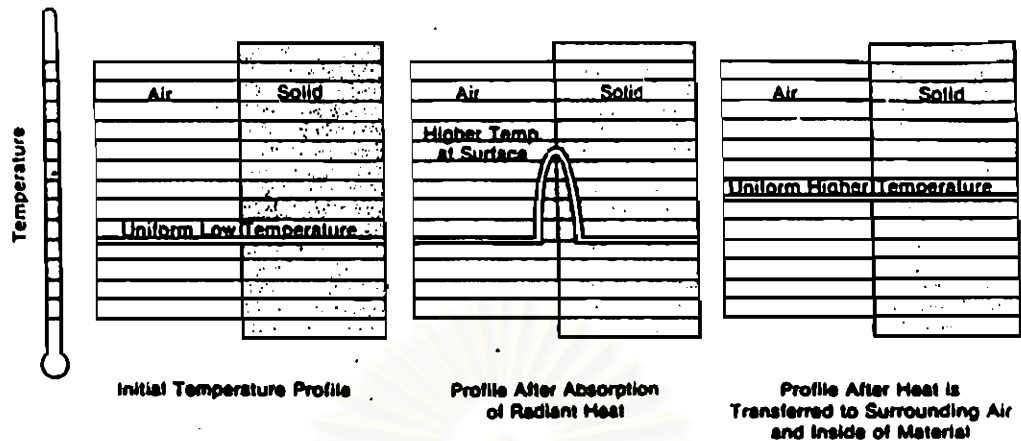 Temperature
Air Solid
Uniform Low Temperature
Initial Temperature Profile
Air Solid
Higher Temp.
at Surface
Profile After Absorption
of Radiant Heat
Air Solid
Uniform Higher Temperature
Profile After Heat is
Transferred to Surrounding Air
and Inside of Material